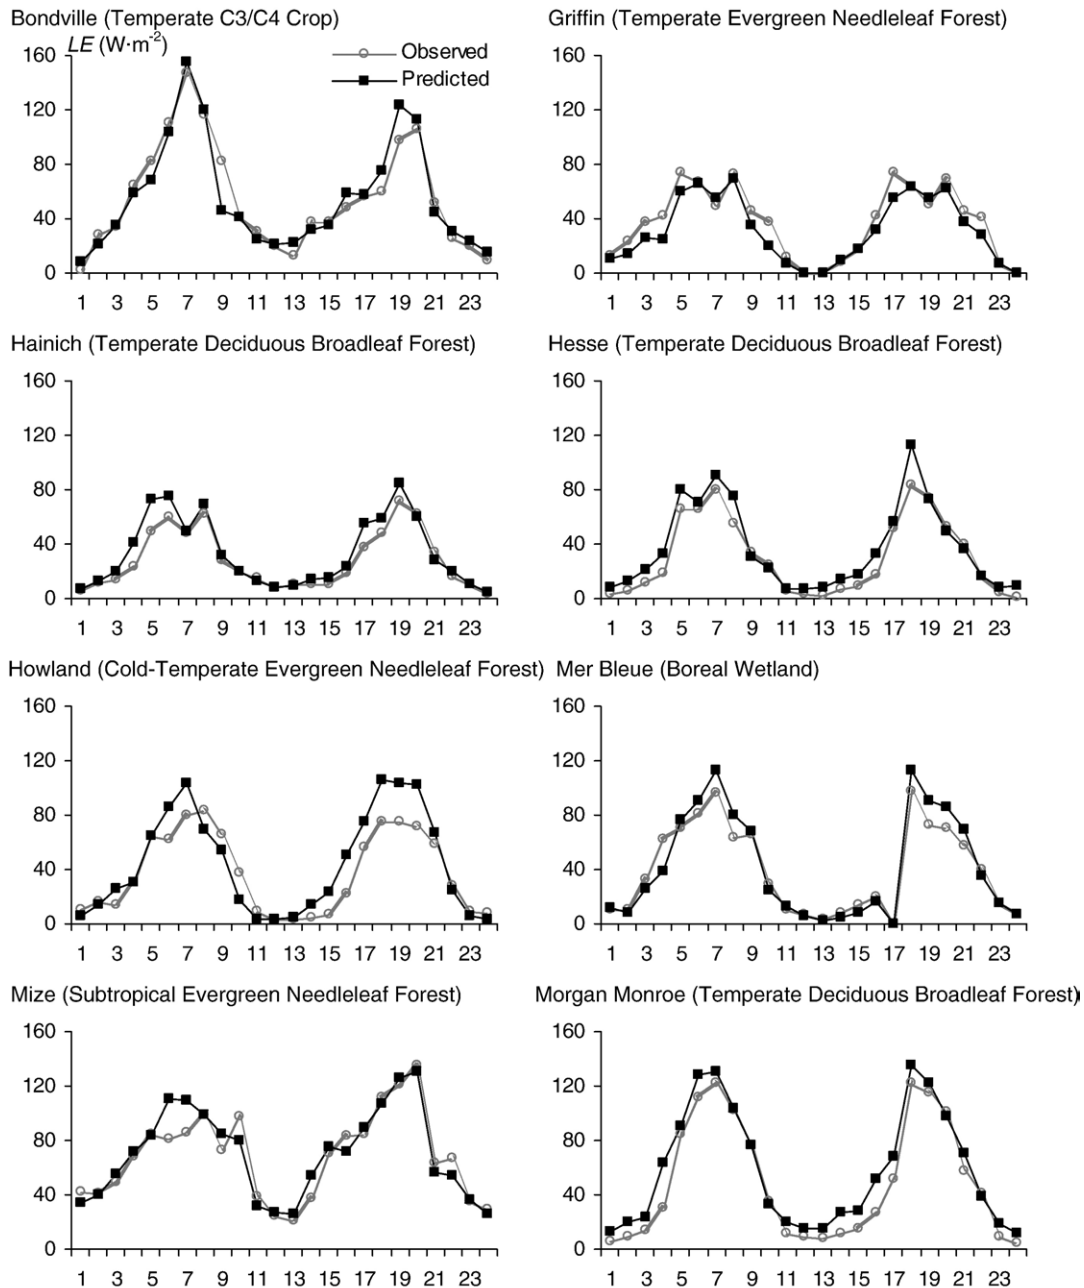 Bondville (Temperate C3/C4 Crop)
LE (W·m-2)
Observed
Predicted
160
120
80
40
0
1 3 5 7 9 11 13 15 17 19 21 23
Griffin (Temperate Evergreen Needleleaf Forest)
160
120
80
40
0
1 3 5 7 9 11 13 15 17 19 21 23
Hainich (Temperate Deciduous Broadleaf Forest)
160
120
80
40
0
1 3 5 7 9 11 13 15 17 19 21 23
Hesse (Temperate Deciduous Broadleaf Forest)
160
120
80
40
0
1 3 5 7 9 11 13 15 17 19 21 23
Howland (Cold-Temperate Evergreen Needleleaf Forest)
160
120
80
40
0
1 3 5 7 9 11 13 15 17 19 21 23
Mer Bleue (Boreal Wetland)
160
120
80
40
0
1 3 5 7 9 11 13 15 17 19 21 23
Mize (Subtropical Evergreen Needleleaf Forest)
160
120
80
40
0
1 3 5 7 9 11 13 15 17 19 21 23
Morgan Monroe (Temperate Deciduous Broadleaf Forest)
160
120
80
40
0
1 3 5 7 9 11 13 15 17 19 21 23